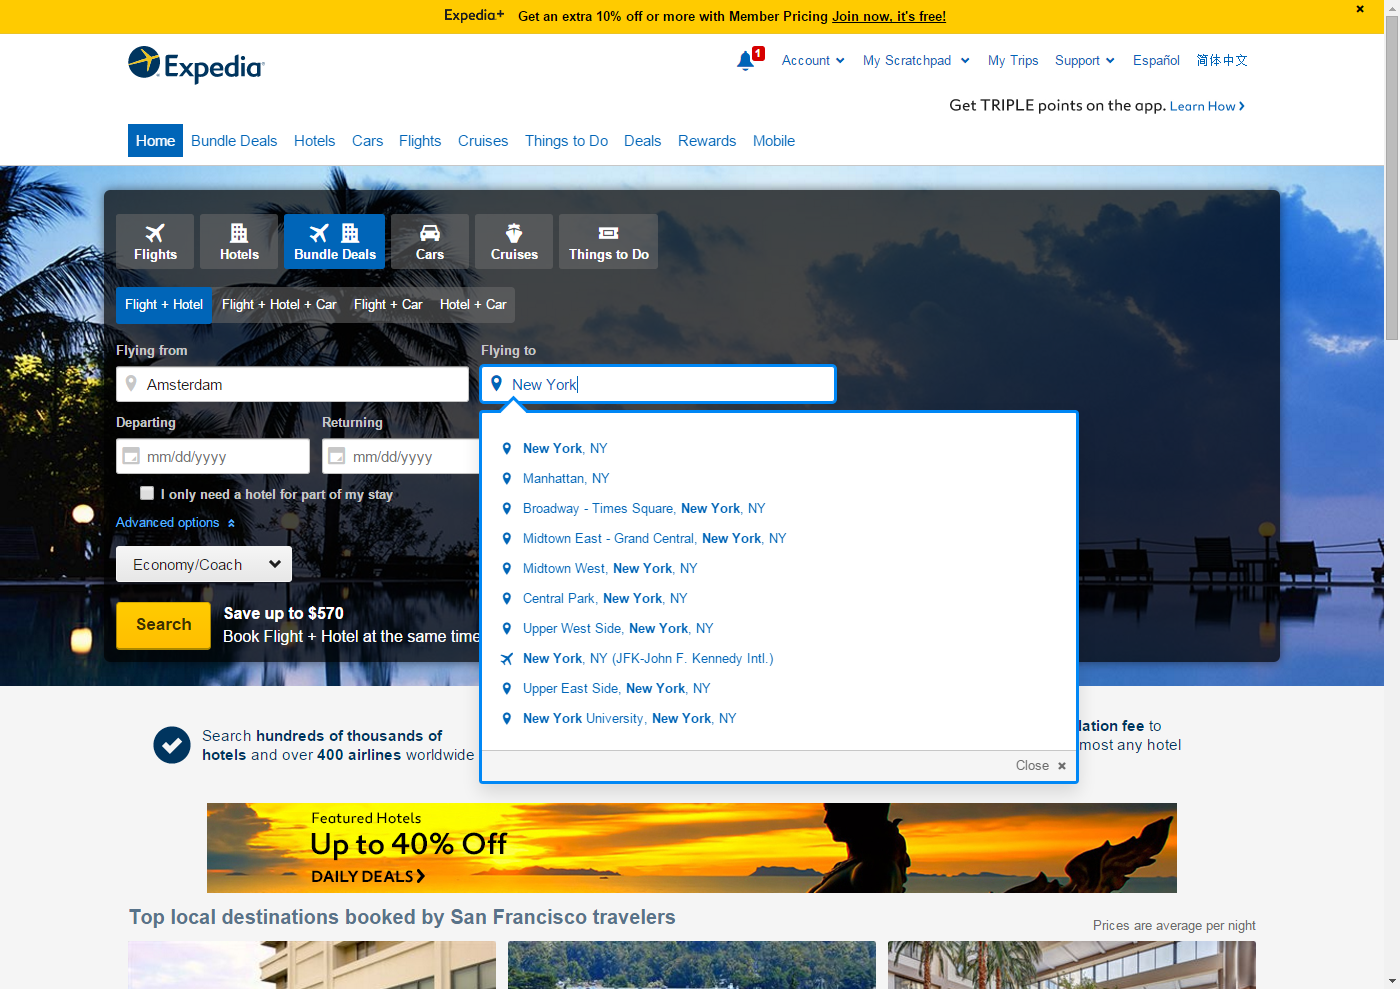 Expedia+ Get an extra 10% off or more with Member Pricing Join now, it's free!
Expedia
1
Account
My Scratchpad
My Trips
Support
Español
简体中文
Get TRIPLE points on the app. Learn How
Home
Bundle Deals
Hotels
Cars
Flights
Cruises
Things to Do
Deals
Rewards
Mobile
Flights
Hotels
Bundle Deals
Cars
Cruises
Things to Do
Flight + Hotel
Flight + Hotel + Car
Flight + Car
Hotel + Car
Flying from
Flying to
Amsterdam
New York
Departing
Returning
mm/dd/yyyy
mm/dd/yyyy
I only need a hotel for part of my stay
Advanced options
Economy/Coach
Search
Save up to $570
Book Flight + Hotel at the same time
New York, NY
Manhattan, NY
Broadway - Times Square, New York, NY
Midtown East - Grand Central, New York, NY
Midtown West, New York, NY
Central Park, New York, NY
Upper West Side, New York, NY
New York, NY (JFK-John F. Kennedy Intl.)
Upper East Side, New York, NY
New York University, New York, NY
Close
Search hundreds of thousands of
hotels and over 400 airlines worldwide
lation fee to
most any hotel
Featured Hotels
Up to 40% Off
DAILY DEALS
Top local destinations booked by San Francisco travelers
Prices are average per night